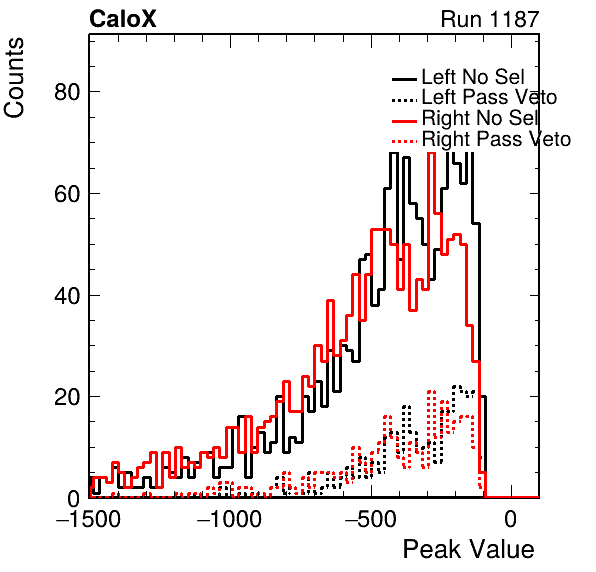 CaloX Run 1187
Counts
Left No Sel
Left Pass Veto
Right No Sel
Right Pass Veto
80
60
40
20
0
−1500 −1000 −500 0
Peak Value